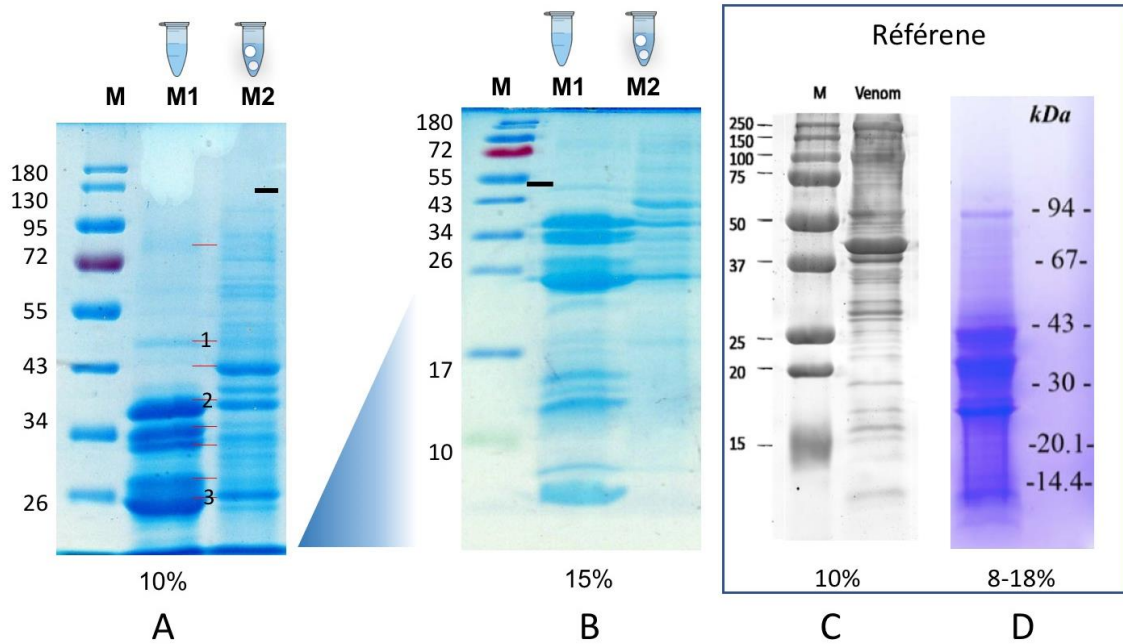 M M1 M2
180
130
95
72
55
43
34
26
1
2
3
10%
A
M M1 M2
180
72
55
43
34
26
17
10
15%
B
Référene
M Venom
250
150
100
75
50
37
25
20
15
10%
C
kDa
- 94 -
- 67-
- 43 -
- 30 -
-20.1-
-14.4-
8-18%
D